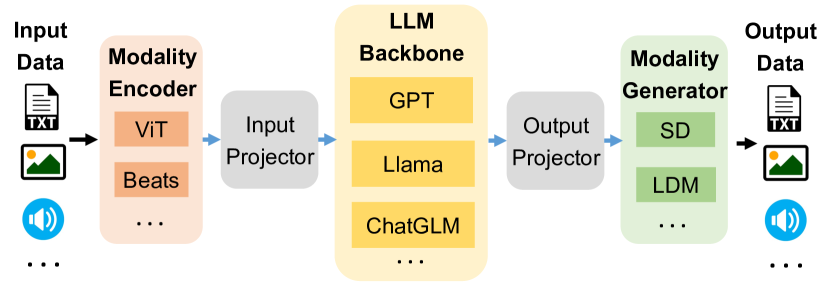 Input
Data
TXT
. . .
Modality
Encoder
ViT
Beats
. . .
Input
Projector
LLM
Backbone
GPT
Llama
ChatGLM
. . .
Output
Projector
Modality
Generator
SD
LDM
. . .
Output
Data
TXT
. . .